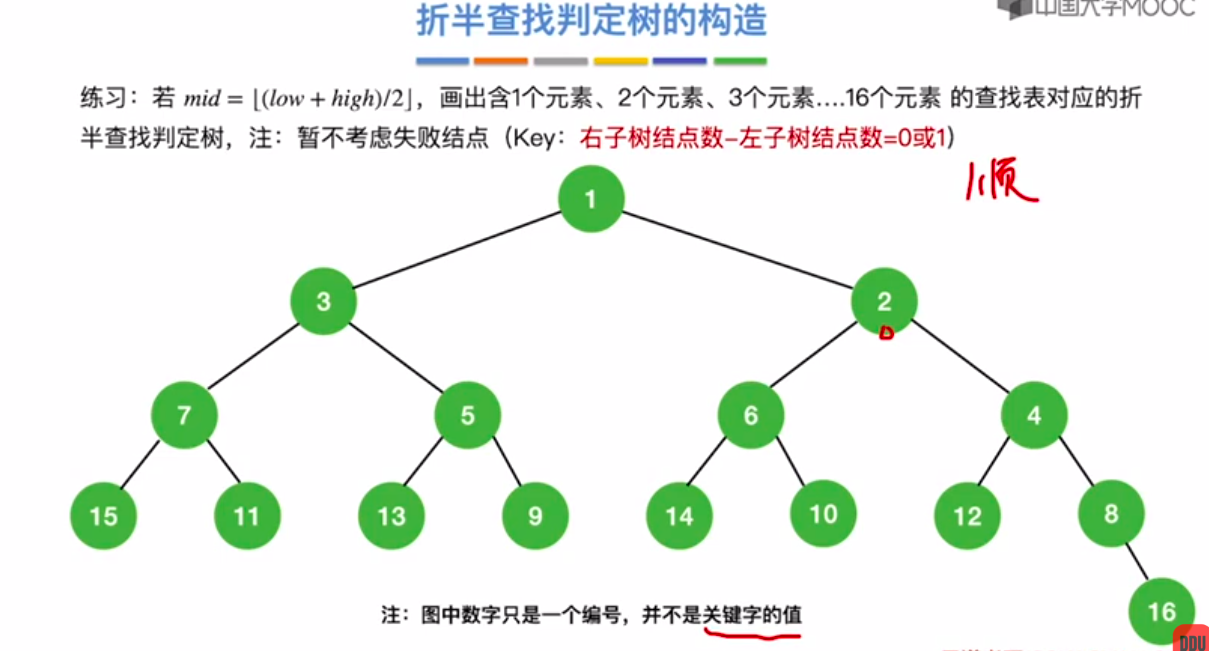 中国大学MOOC
折半查找判定树的构造
练习：若 mid = ⌊(low + high)/2⌋，画出含1个元素、2个元素、3个元素....16个元素 的查找表对应的折
半查找判定树，注：暂不考虑失败结点（Key：右子树结点数–左子树结点数=0或1）
1
3 2
7 5 6 4
15 11 13 9 14 10 12 8
16
注：图中数字只是一个编号，并不是关键字的值